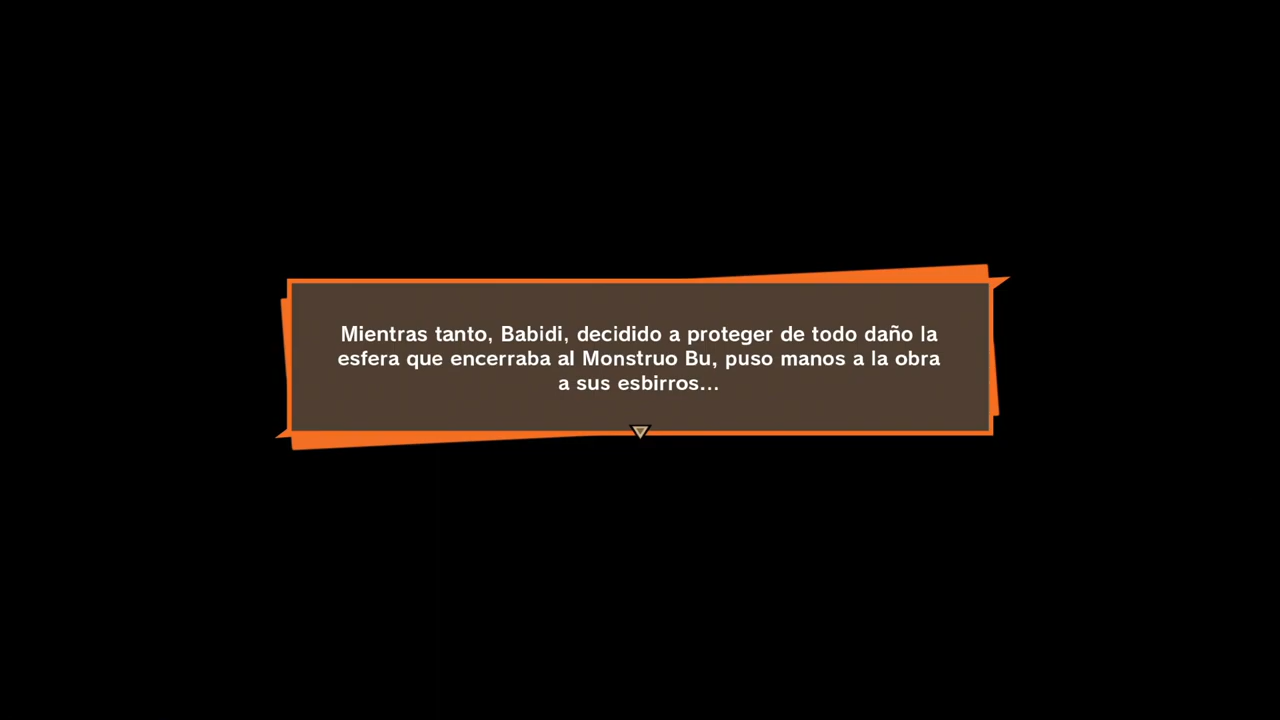 Mientras tanto, Babidi, decidido a proteger de todo daño la
esfera que encerraba al Monstruo Bu, puso manos a la obra
a sus esbirros...